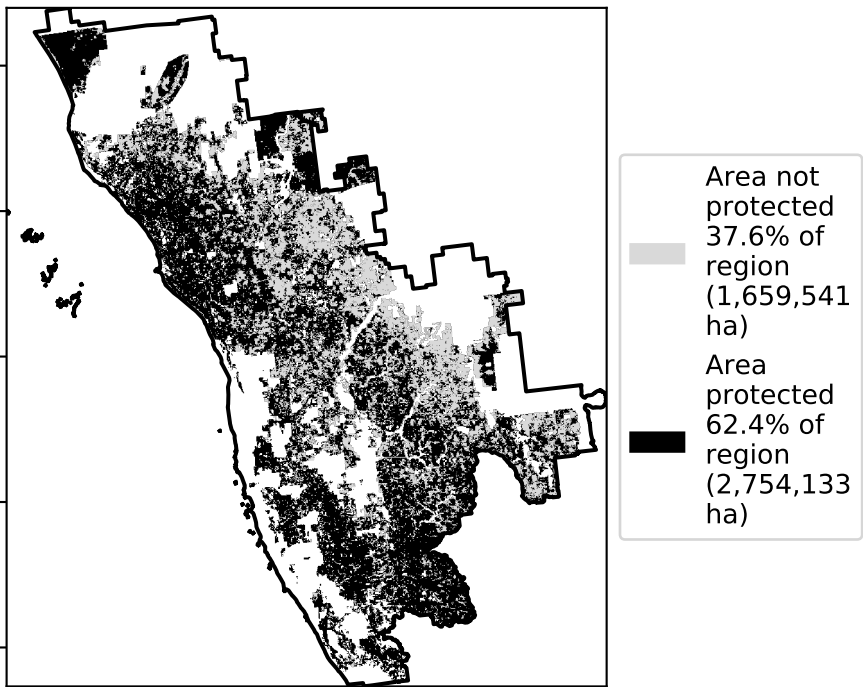 Area not
protected
37.6% of
region
(1,659,541
ha)
Area
protected
62.4% of
region
(2,754,133
ha)